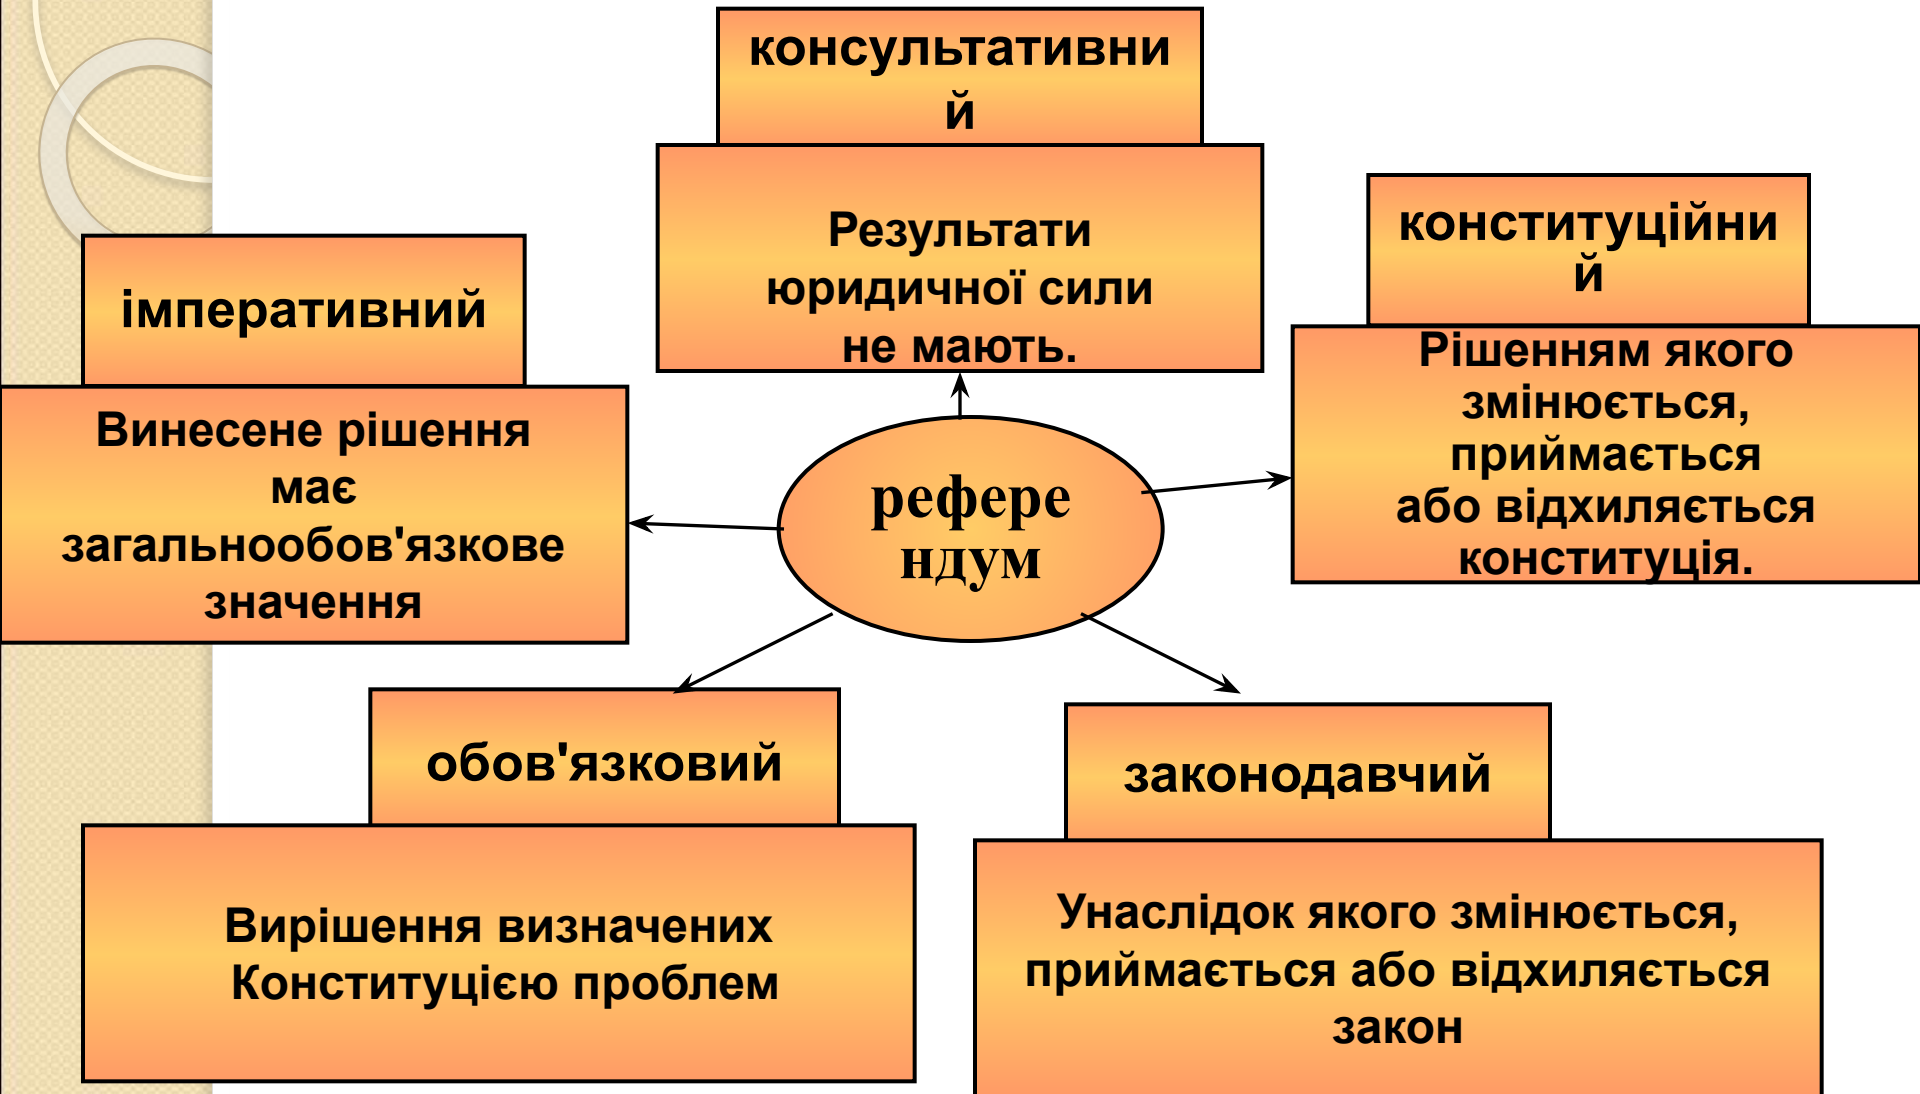 консультативни
й
Результати
юридичної сили
не мають.
конституційни
й
Рішенням якого
змінюється,
приймається
або відхиляється
конституція.
імперативний
Винесене рішення
має
загальнообов'язкове
значення
рефере
ндум
обов'язковий
Вирішення визначених
Конституцією проблем
законодавчий
Унаслідок якого змінюється,
приймається або відхиляється
закон